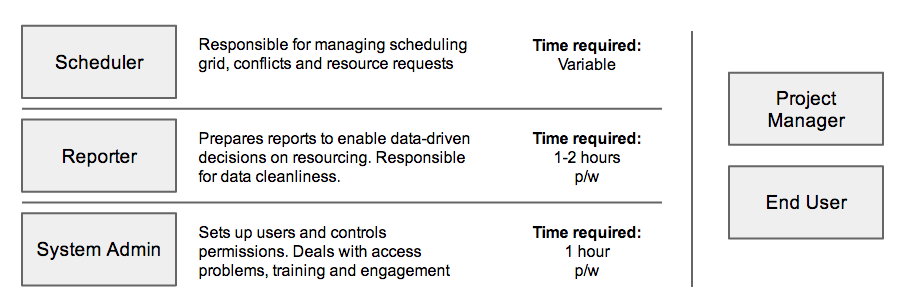 Scheduler
Responsible for managing scheduling
grid, conflicts and resource requests
Time required:
Variable
Reporter
Prepares reports to enable data-driven
decisions on resourcing. Responsible
for data cleanliness.
Time required:
1-2 hours
p/w
System Admin
Sets up users and controls
permissions. Deals with access
problems, training and engagement
Time required:
1 hour
p/w
Project
Manager
End User